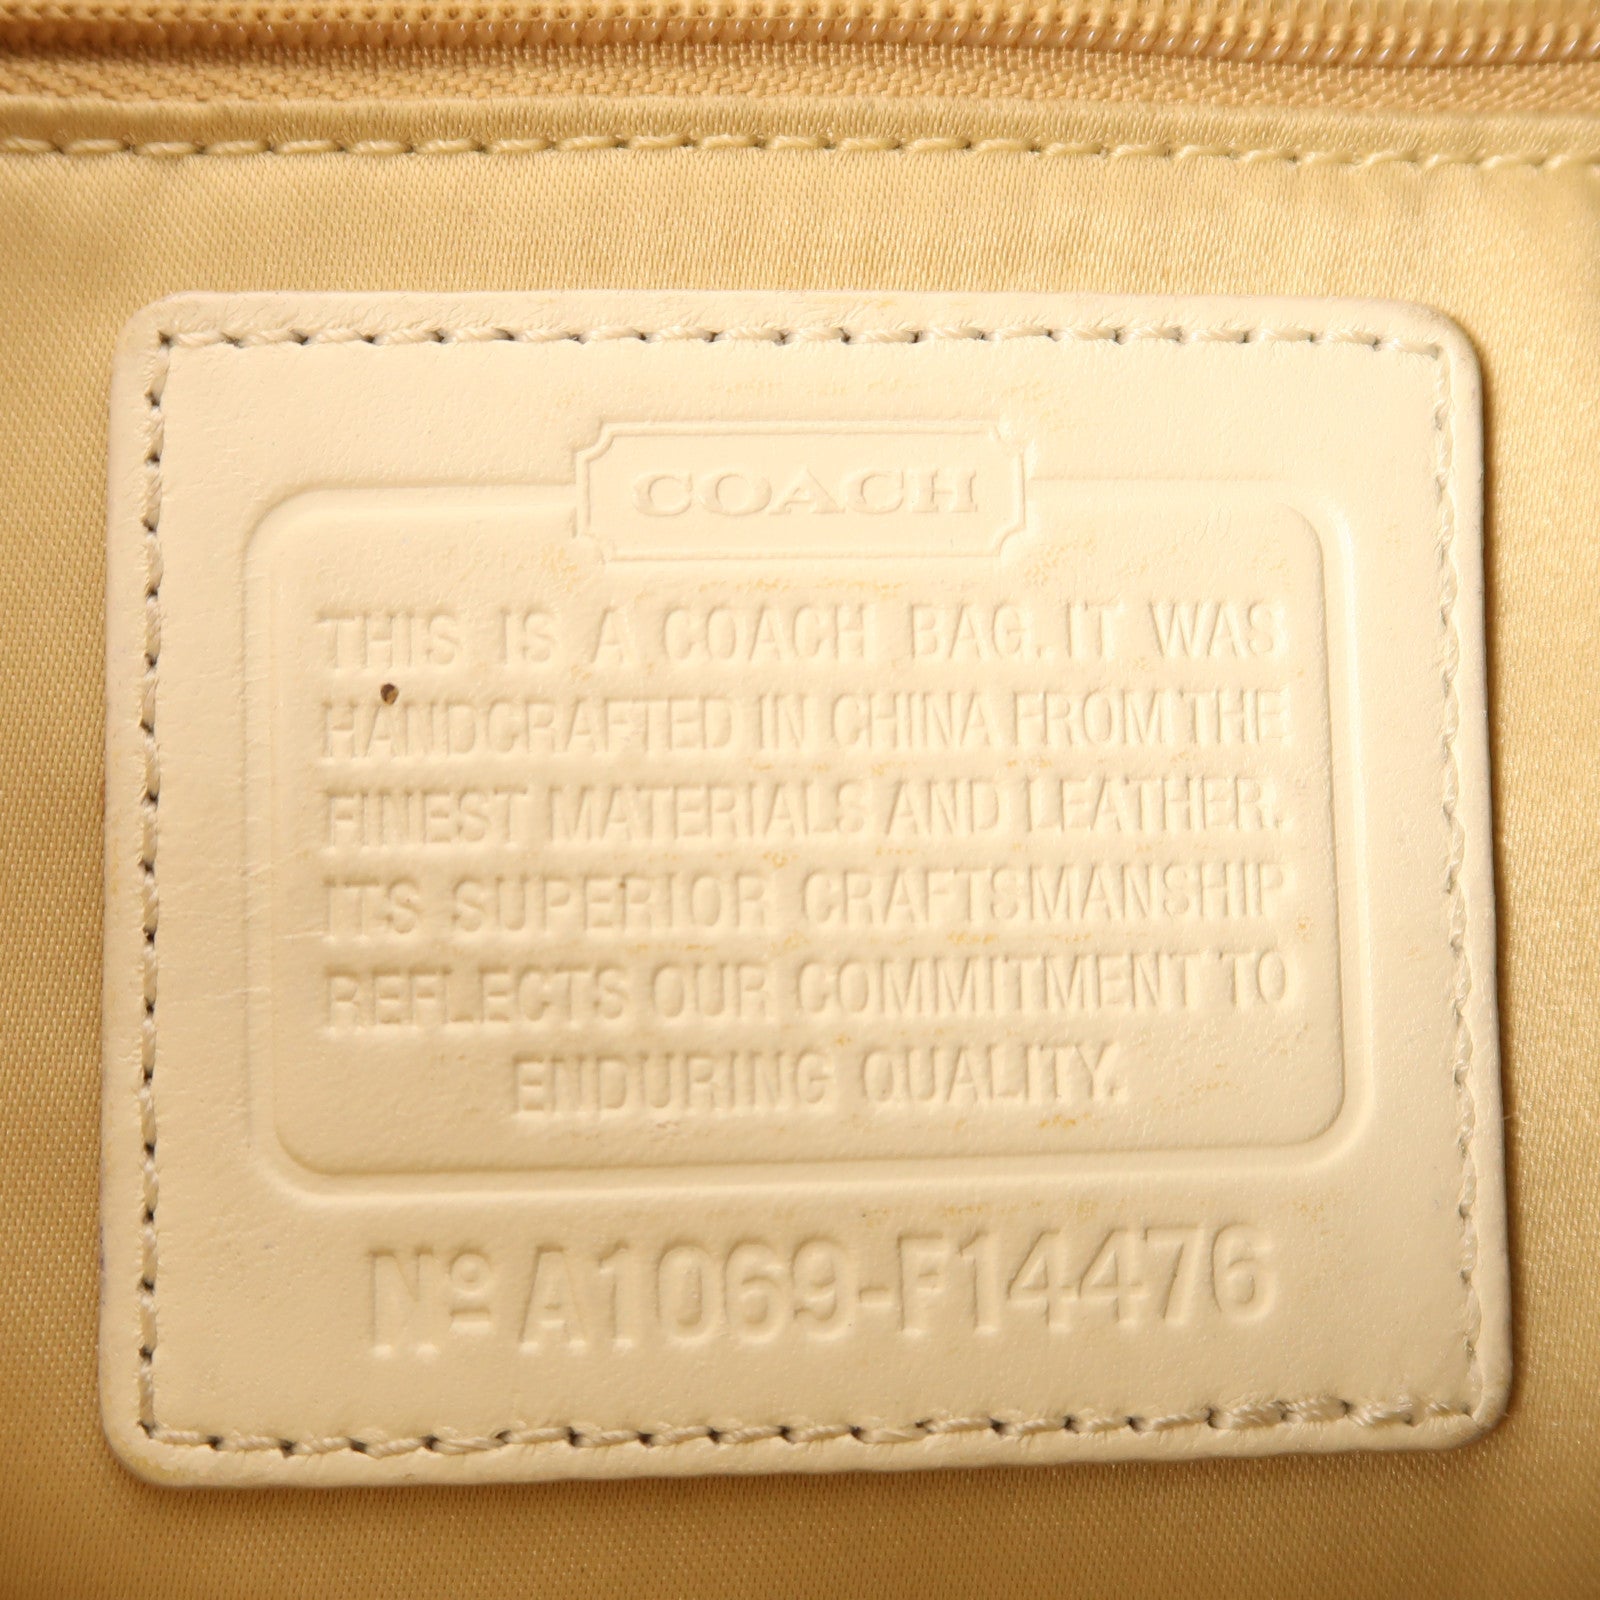 COACH
THIS IS A COACH BAG. IT WAS
HANDCRAFTED IN CHINA FROM THE
FINEST MATERIALS AND LEATHER.
ITS SUPERIOR CRAFTSMANSHIP
REFLECTS OUR COMMITMENT TO
ENDURING QUALITY.
Nº A1069-F14476